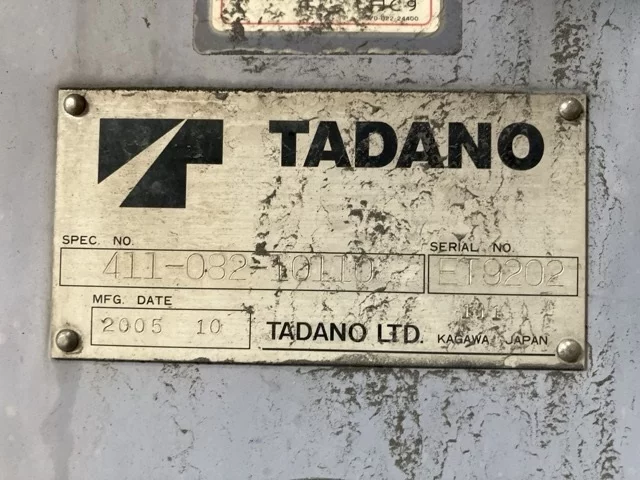 TADANO
SPEC. NO.
411-082-10110
SERIAL NO.
ET9202
MFG. DATE
2005 10
TADANO LTD.
KAGAWA, JAPAN